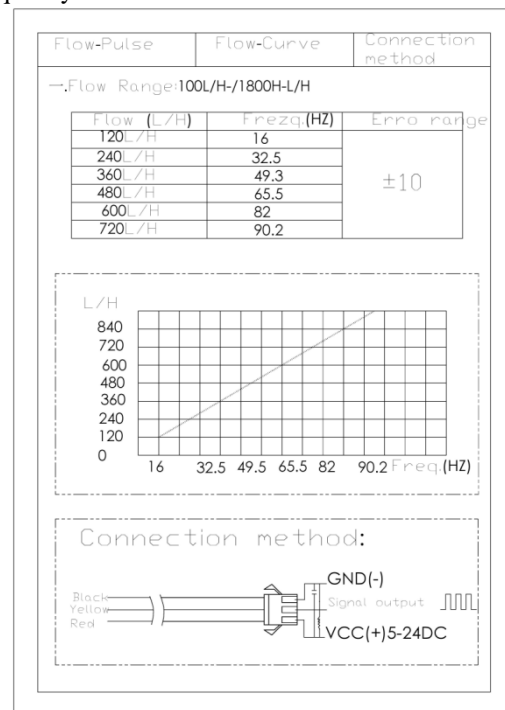 Flow-Pulse Flow-Curve Connection method
一.Flow Range:100L/H-/1800H-L/H
Flow (L/H) Frezq.(HZ) Erro range
120L/H 16
240L/H 32.5
360L/H 49.3
480L/H 65.5
600L/H 82
720L/H 90.2
±10
L/H
840
720
600
480
360
240
120
0
16 32.5 49.5 65.5 82 90.2 Freq.(HZ)
Connection method:
GND(-)
Black
Yellow Signal output
Red
VCC(+)5-24DC